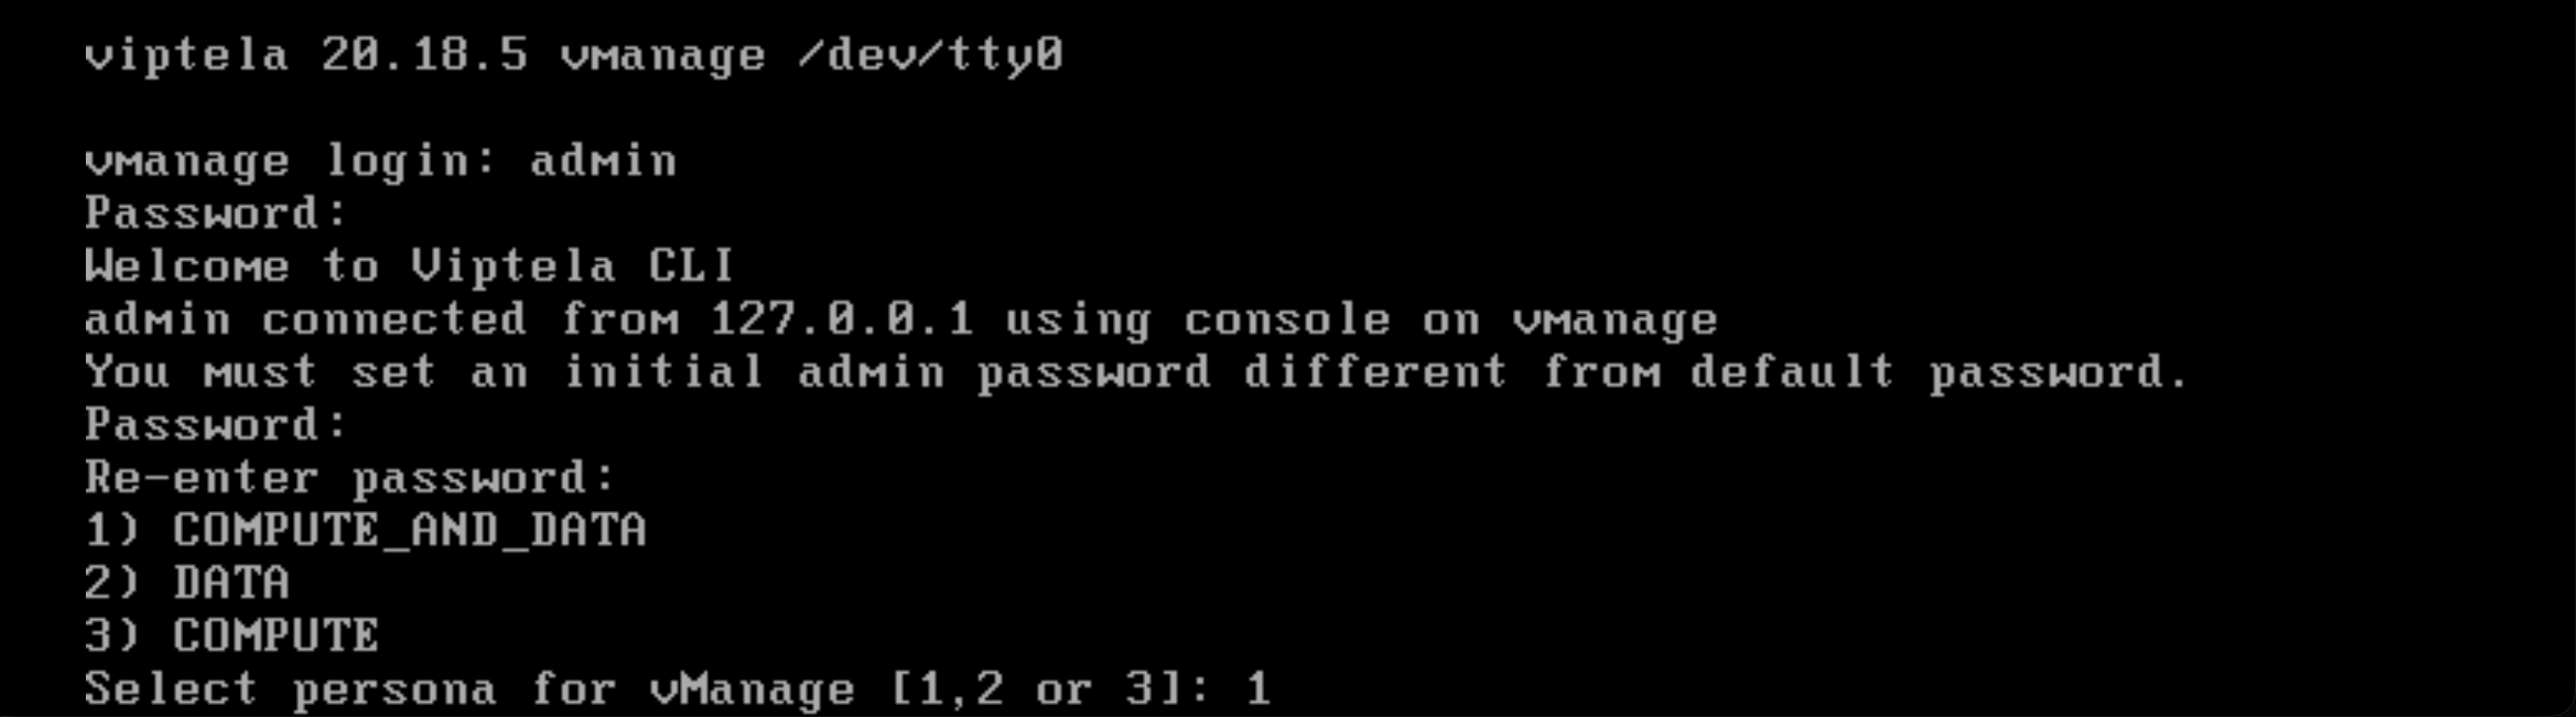 viptela 20.18.5 vmanage /dev/tty0
vmanage login: admin
Password:
Welcome to Viptela CLI
admin connected from 127.0.0.1 using console on vmanage
You must set an initial admin password different from default password.
Password:
Re-enter password:
1) COMPUTE_AND_DATA
2) DATA
3) COMPUTE
Select persona for vManage [1,2 or 3]: 1